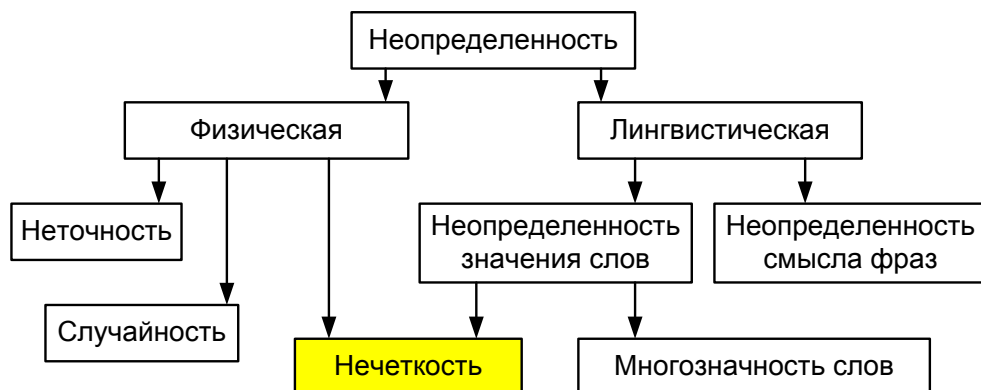 Неопределенность
Физическая
Лингвистическая
Неточность
Неопределенность
значения слов
Неопределенность
смысла фраз
Случайность
Нечеткость
Многозначность слов